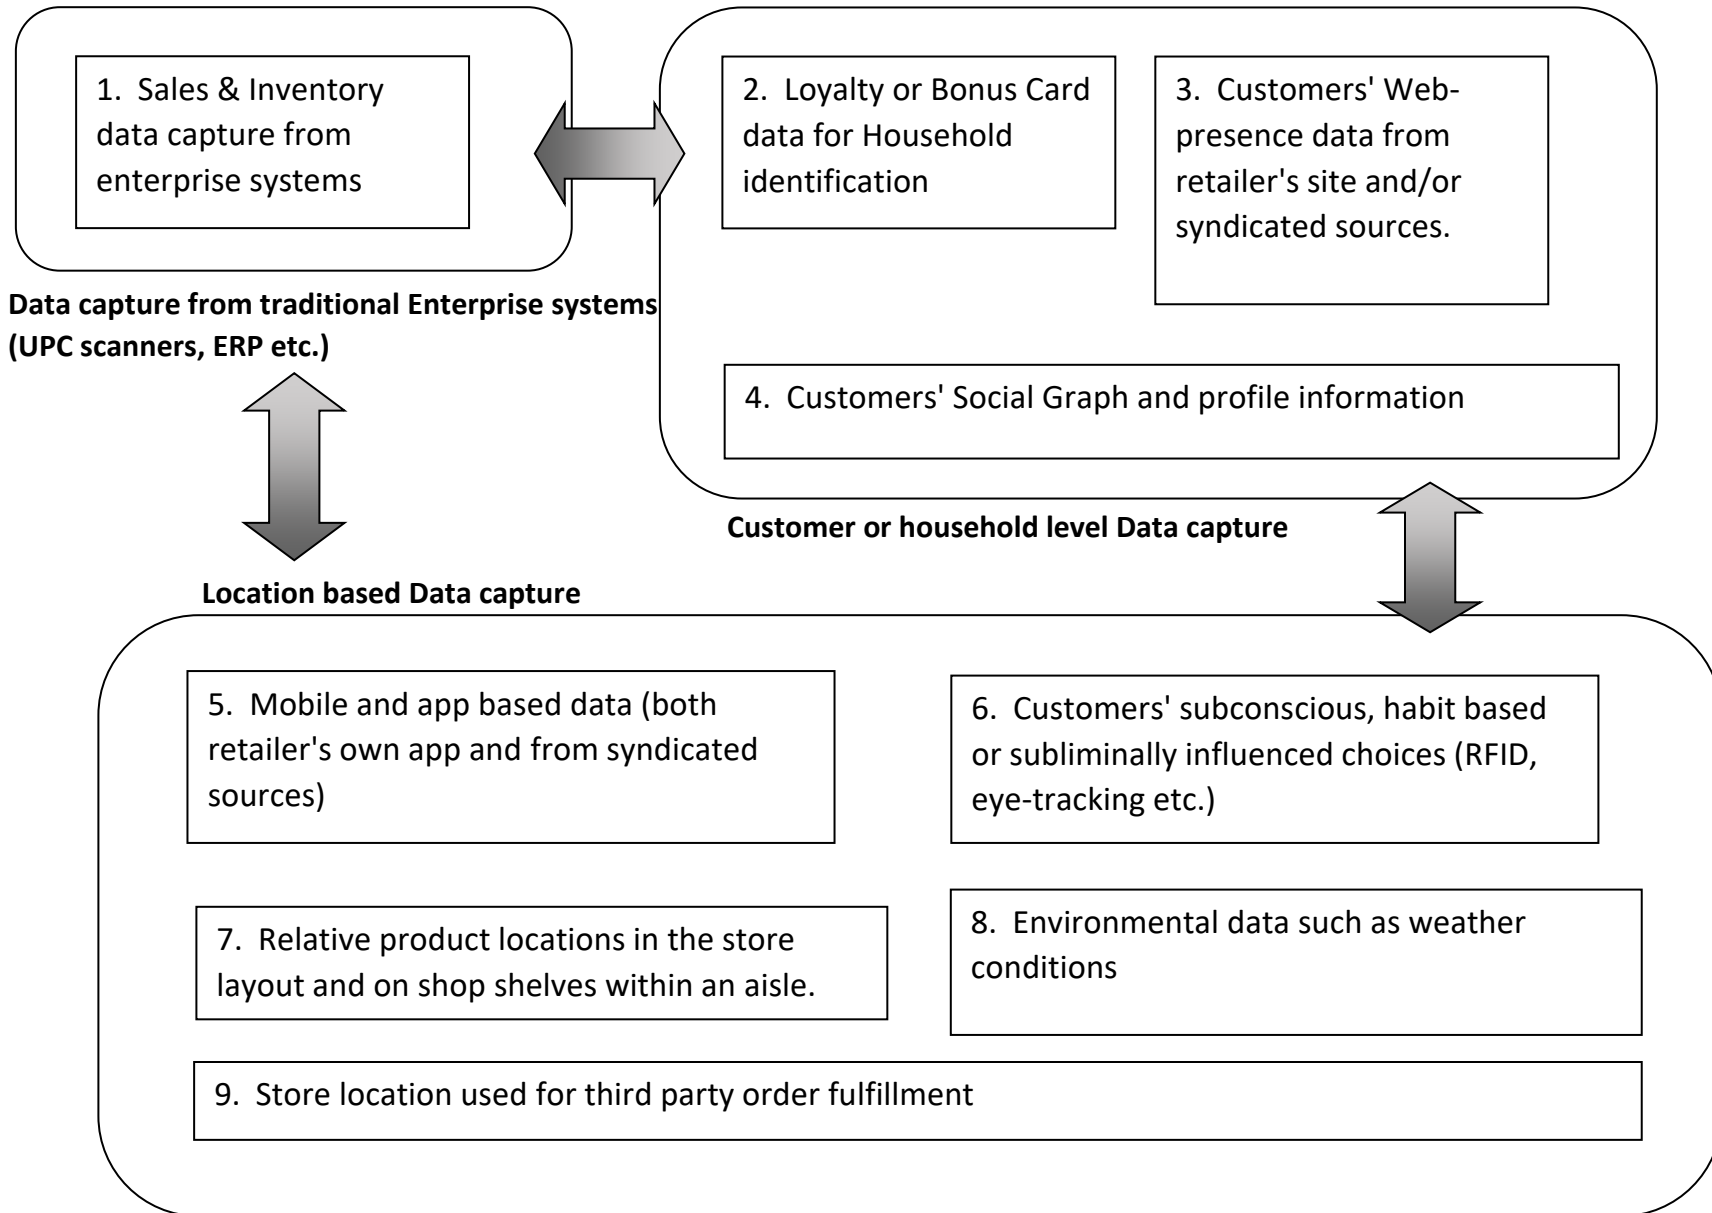 1. Sales & Inventory
data capture from
enterprise systems
2. Loyalty or Bonus Card
data for Household
identification
3. Customers' Web-
presence data from
retailer's site and/or
syndicated sources.
Data capture from traditional Enterprise systems
(UPC scanners, ERP etc.)
4. Customers' Social Graph and profile information
Customer or household level Data capture
Location based Data capture
5. Mobile and app based data (both
retailer's own app and from syndicated
sources)
6. Customers' subconscious, habit based
or subliminally influenced choices (RFID,
eye-tracking etc.)
7. Relative product locations in the store
layout and on shop shelves within an aisle.
8. Environmental data such as weather
conditions
9. Store location used for third party order fulfillment